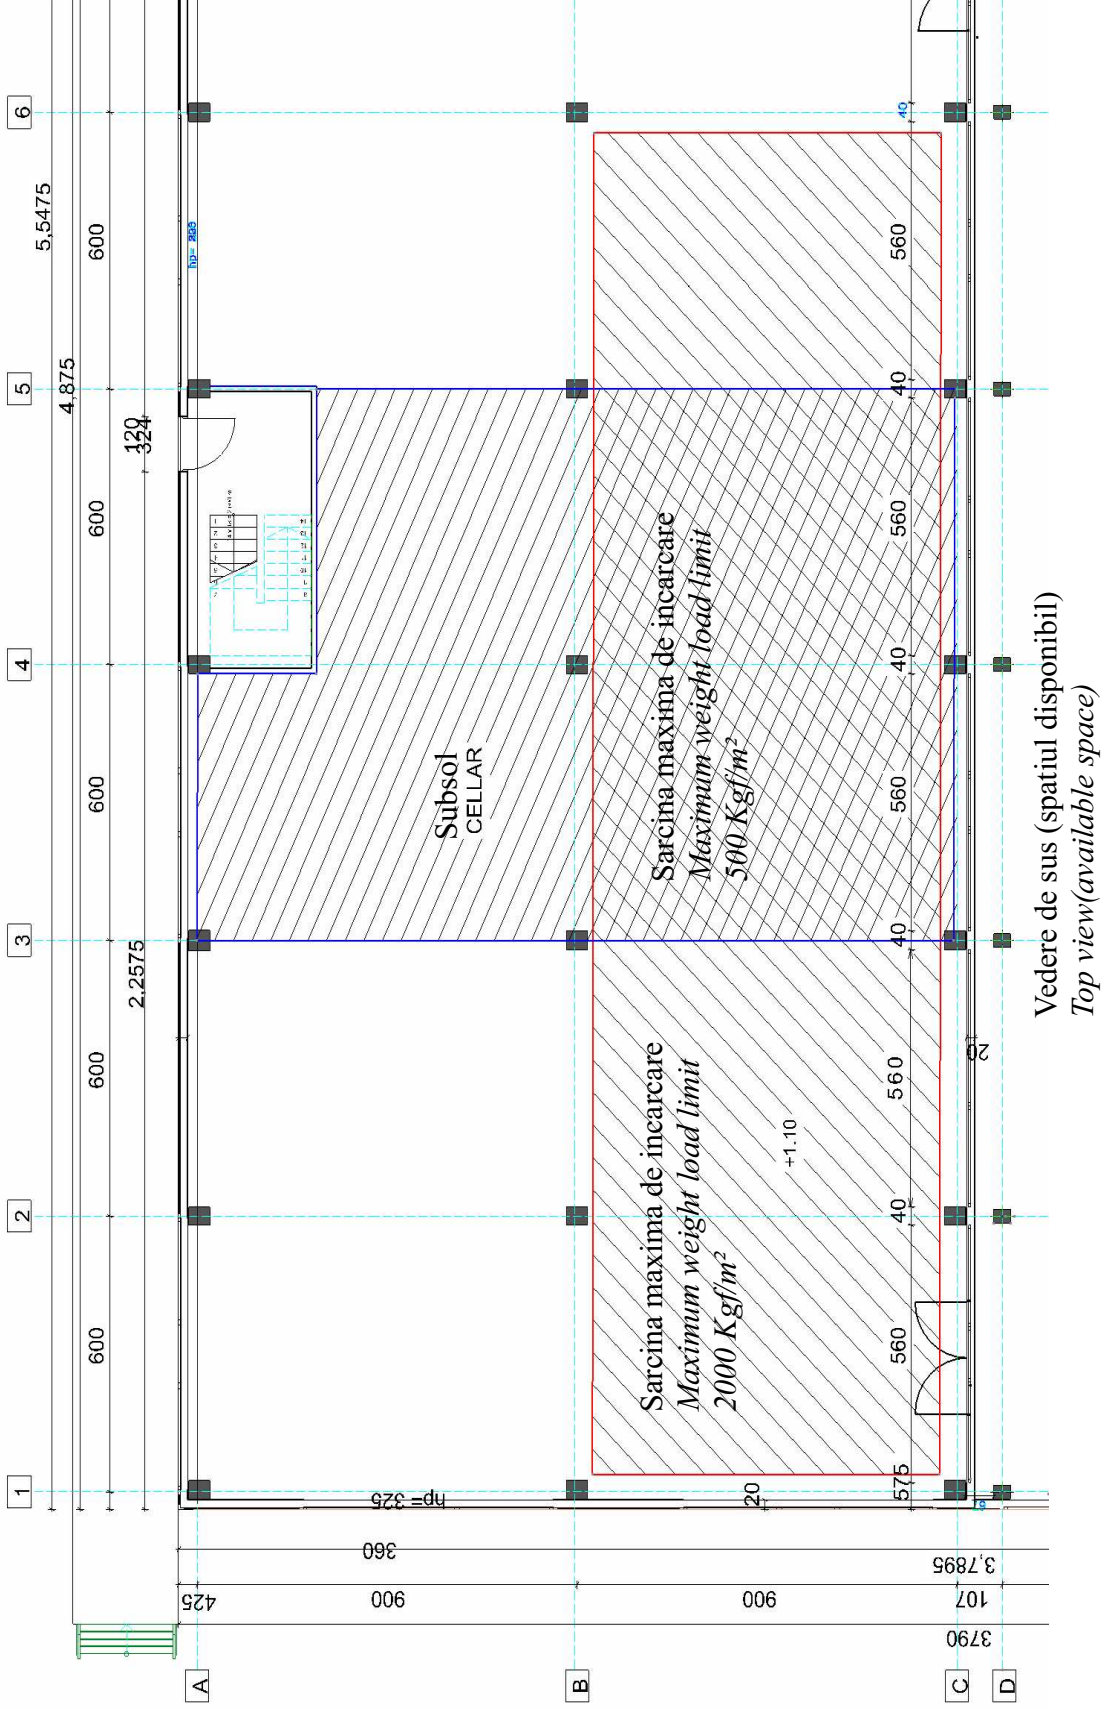 6
5
4
3
2
1
5,5475
4,875
120
324
2,2575
600
600
600
600
600
hp=
40
560
40
560
40
560
40
560
40
560
575
Subsol
CELLAR
Sarcina maxima de incarcare
Maximum weight load limit
500 Kgf/m²
Sarcina maxima de incarcare
Maximum weight load limit
2000 Kgf/m²
+1.10
20
20
hp= 325
360
3,7895
425
900
900
107
3790
A
B
C
D
Vedere de sus (spatiul disponibil)
Top view(available space)